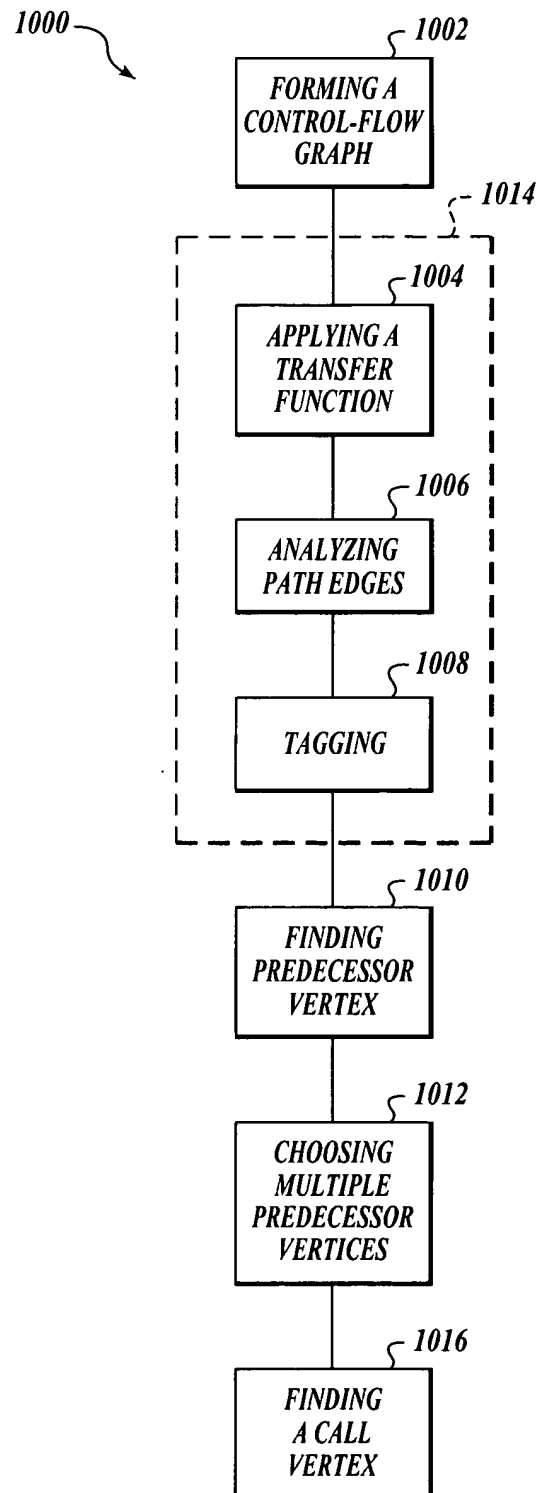 1000
1002
FORMING A
CONTROL-FLOW
GRAPH
1014
1004
APPLYING A
TRANSFER
FUNCTION
1006
ANALYZING
PATH EDGES
1008
TAGGING
1010
FINDING
PREDECESSOR
VERTEX
1012
CHOOSING
MULTIPLE
PREDECESSOR
VERTICES
1016
FINDING
A CALL
VERTEX